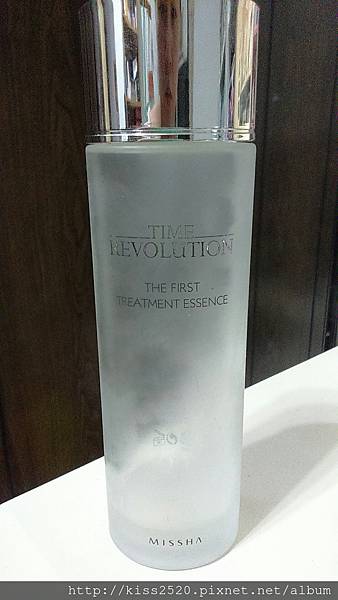 TIME
REVOLUTION
THE FIRST
TREATMENT ESSENCE
MISSHA
http://kiss2520.pixnet.net/album